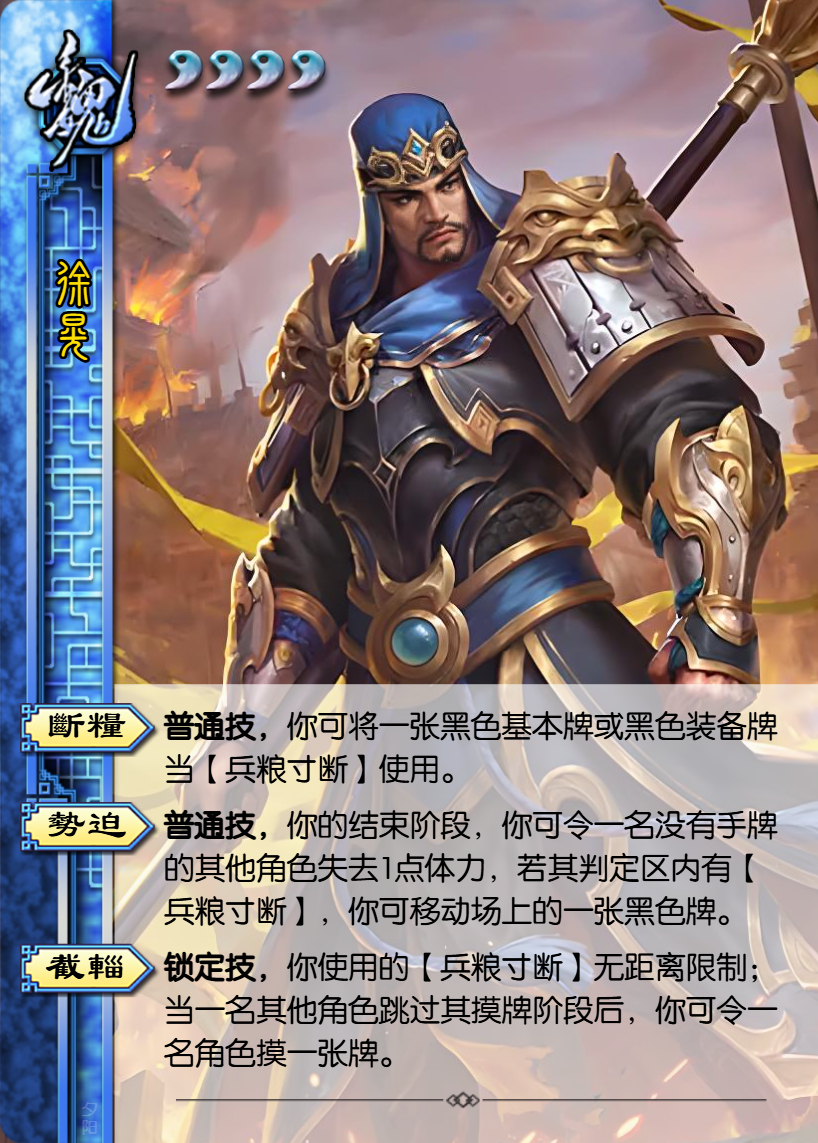 魏
徐晃
斷糧
普通技，你可将一张黑色基本牌或黑色装备牌
当【兵粮寸断】使用。
勢迫
普通技，你的结束阶段，你可令一名没有手牌
的其他角色失去1点体力，若其判定区内有【
兵粮寸断】，你可移动场上的一张黑色牌。
截輜
锁定技，你使用的【兵粮寸断】无距离限制；
当一名其他角色跳过其摸牌阶段后，你可令一
名角色摸一张牌。
夕阳